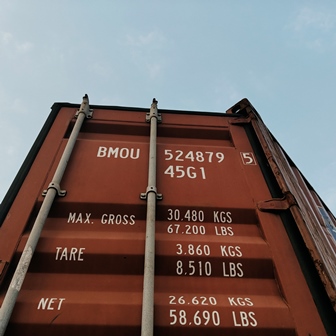 BMOU 524879 5
45G1
MAX. GROSS 30.480 KGS
67.200 LBS
TARE 3.860 KGS
8.510 LBS
NET 26.620 KGS
58.690 LBS